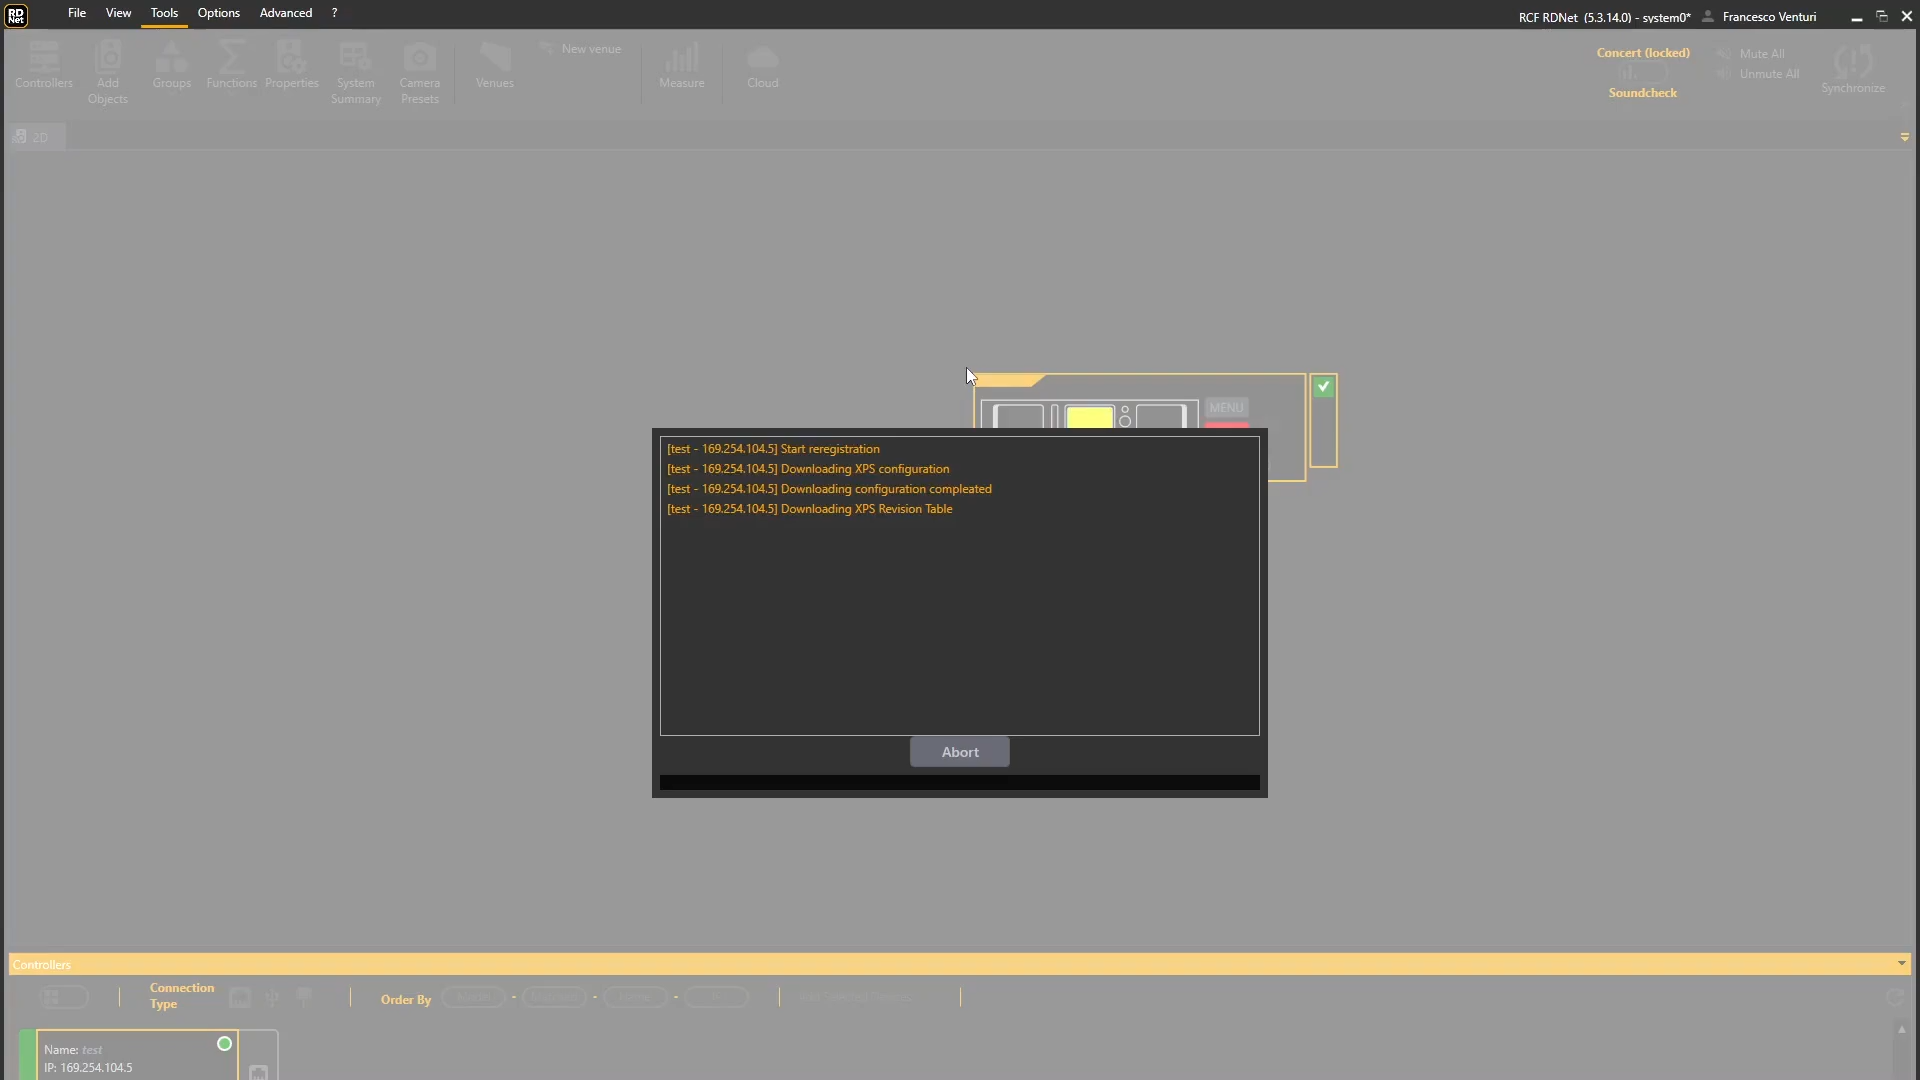 RD
Net
File View Tools Options Advanced ?
RCF RDNet (5.3.14.0) - system0* Francesco Venturi
Controllers
Add
Objects
Groups
Functions
Properties
System
Summary
Camera
Presets
Venues
New venue
Measure
Cloud
Concert (locked)
Soundcheck
Mute All
Unmute All
Synchronize
2D
MENU
[test - 169.254.104.5] Start reregistration
[test - 169.254.104.5] Downloading XPS configuration
[test - 169.254.104.5] Downloading configuration compleated
[test - 169.254.104.5] Downloading XPS Revision Table
Abort
Controllers
Connection
Type
Order By
Name: test
IP: 169.254.104.5